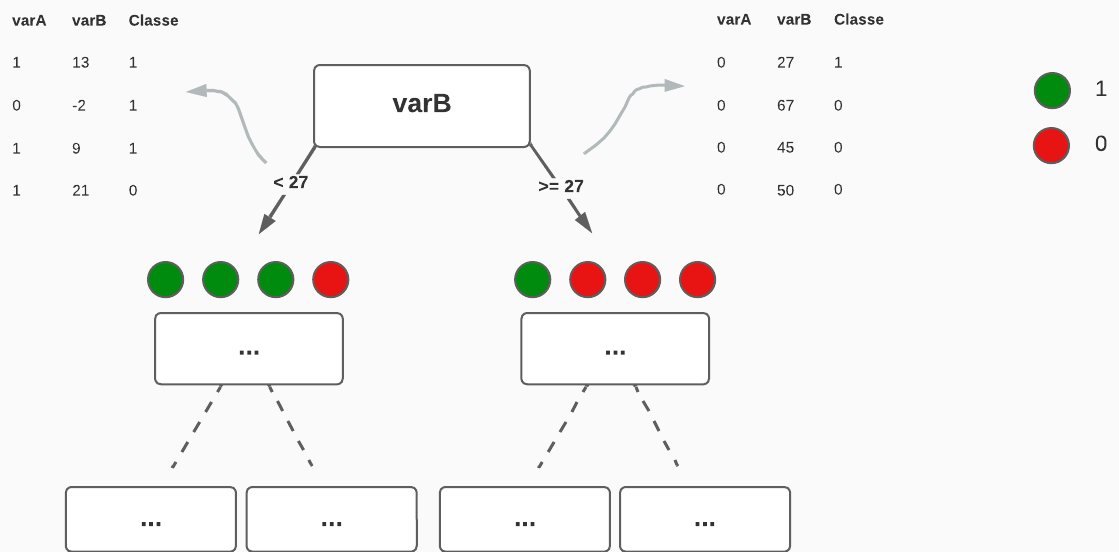 varA varB Classe
1 13 1
0 -2 1
1 9 1
1 21 0
varB
< 27
>= 27
varA varB Classe
0 27 1
0 67 0
0 45 0
0 50 0
1
0
...
...
...
...
...
...